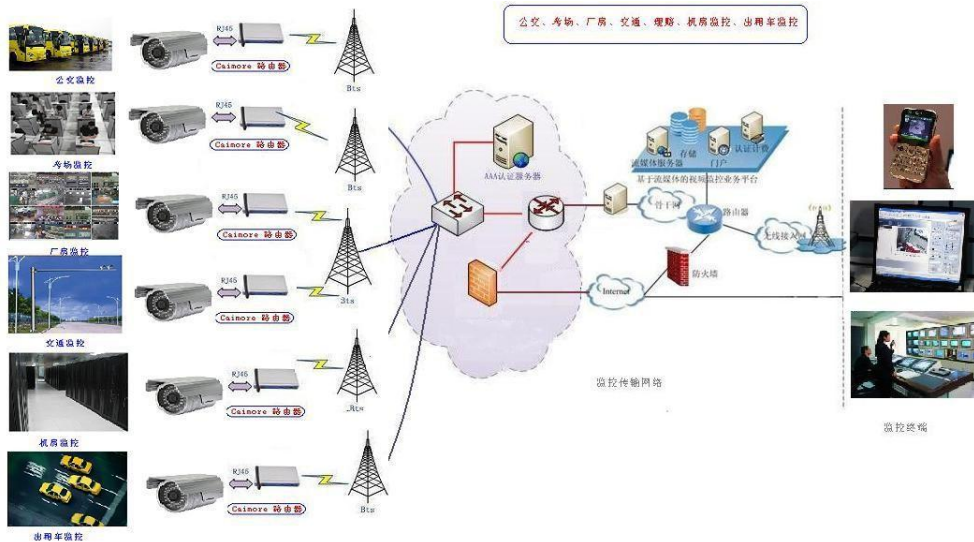 公交、考场、厂房、交通、埋赂、机房监控、出租车监控
RJ45
Caimore 路由器
Bts
公交监控
RJ45
Caimore 路由器
Bts
考场监控
RJ45
Caimore 路由器
厂房监控
RJ45
Caimore 路由器
3ts
交通监控
RJ45
Caimore 路由器
Bts
机房监控
RJ45
Caimore 路由器
Bts
出租车监控
AAA认证服务器
流媒体服务器
存储
门户
认证计费
基于流媒体的视频监控业务平台
骨干网
路由器
无线接入网
防火墙
Internet
监控传输网络
监控终端